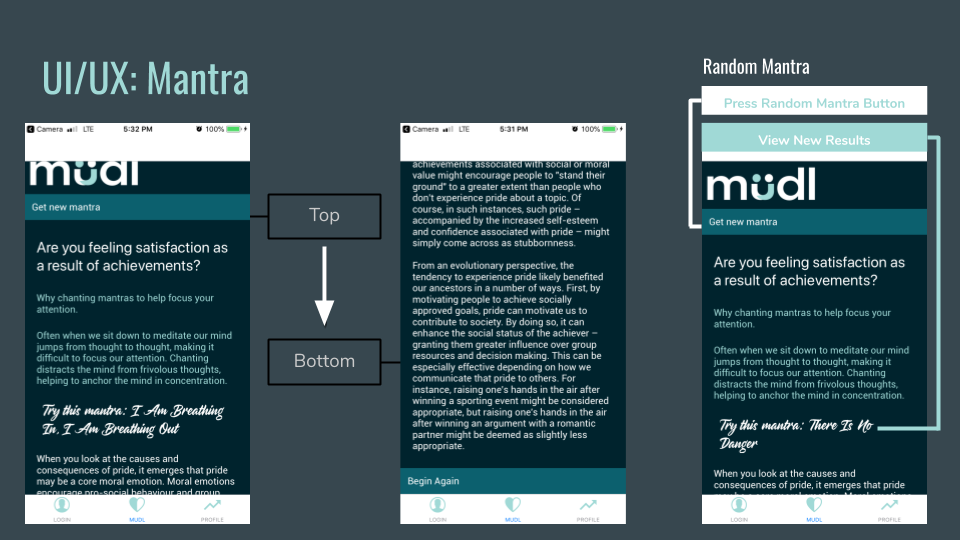 UI/UX: Mantra
Camera LTE 5:32 PM 100%
müdl
Get new mantra
Are you feeling satisfaction as
a result of achievements?
Why chanting mantras to help focus your
attention.
Often when we sit down to meditate our mind
jumps from thought to thought, making it
difficult to focus our attention. Chanting
distracts the mind from frivolous thoughts,
helping to anchor the mind in concentration.
Try this mantra: I Am Breathing
In, I Am Breathing Out
When you look at the causes and
consequences of pride, it emerges that pride
may be a core moral emotion. Moral emotions
encourage pro-social behaviour and group
LOGIN MUDL PROFILE
Top
Bottom
Camera LTE 5:31 PM 100%
achievements associated with social or moral
value might encourage people to "stand their
ground" to a greater extent than people who
don't experience pride about a topic. Of
course, in such instances, such pride –
accompanied by the increased self-esteem
and confidence associated with pride – might
simply come across as stubbornness.
From an evolutionary perspective, the
tendency to experience pride likely benefited
our ancestors in a number of ways. First, by
motivating people to achieve socially
approved goals, pride can motivate us to
contribute to society. By doing so, it can
enhance the social status of the achiever –
granting them greater influence over group
resources and decision making. This can be
especially effective depending on how we
communicate that pride to others. For
instance, raising one's hands in the air after
winning a sporting event might be considered
appropriate, but raising one's hands in the air
after winning an argument with a romantic
partner might be deemed as slightly less
appropriate.
Begin Again
LOGIN MUDL PROFILE
Random Mantra
Press Random Mantra Button
View New Results
müdl
Get new mantra
Are you feeling satisfaction as
a result of achievements?
Why chanting mantras to help focus your
attention.
Often when we sit down to meditate our mind
jumps from thought to thought, making it
difficult to focus our attention. Chanting
distracts the mind from frivolous thoughts,
helping to anchor the mind in concentration.
Try this mantra: There Is No
Danger
When you look at the causes and
consequences of pride, it emerges that pride
may be a core moral emotion. Moral emotions
LOGIN MUDL PROFILE